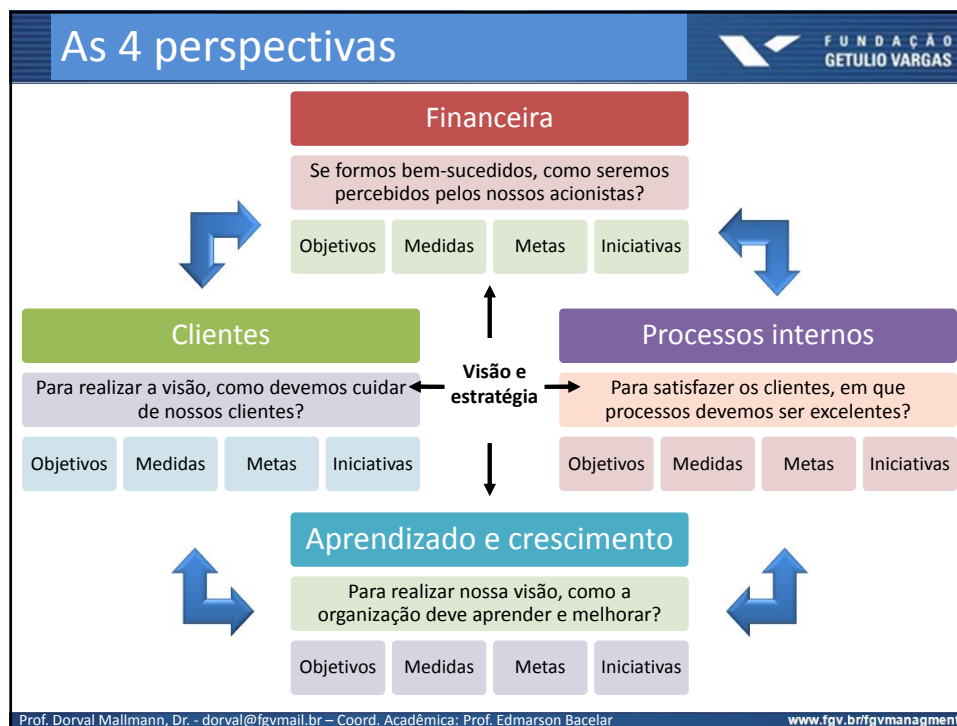 As 4 perspectivas
FUNDAÇÃO
GETULIO VARGAS
Financeira
Se formos bem-sucedidos, como seremos
percebidos pelos nossos acionistas?
Objetivos Medidas Metas Iniciativas
Clientes
Para realizar a visão, como devemos cuidar
de nossos clientes?
Objetivos Medidas Metas Iniciativas
Visão e
estratégia
Processos internos
Para satisfazer os clientes, em que
processos devemos ser excelentes?
Objetivos Medidas Metas Iniciativas
Aprendizado e crescimento
Para realizar nossa visão, como a
organização deve aprender e melhorar?
Objetivos Medidas Metas Iniciativas
Prof. Dorval Mallmann, Dr. - dorval@fgvmail.br – Coord. Acadêmica: Prof. Edmarson Bacelar
www.fgv.br/fgvmanagment